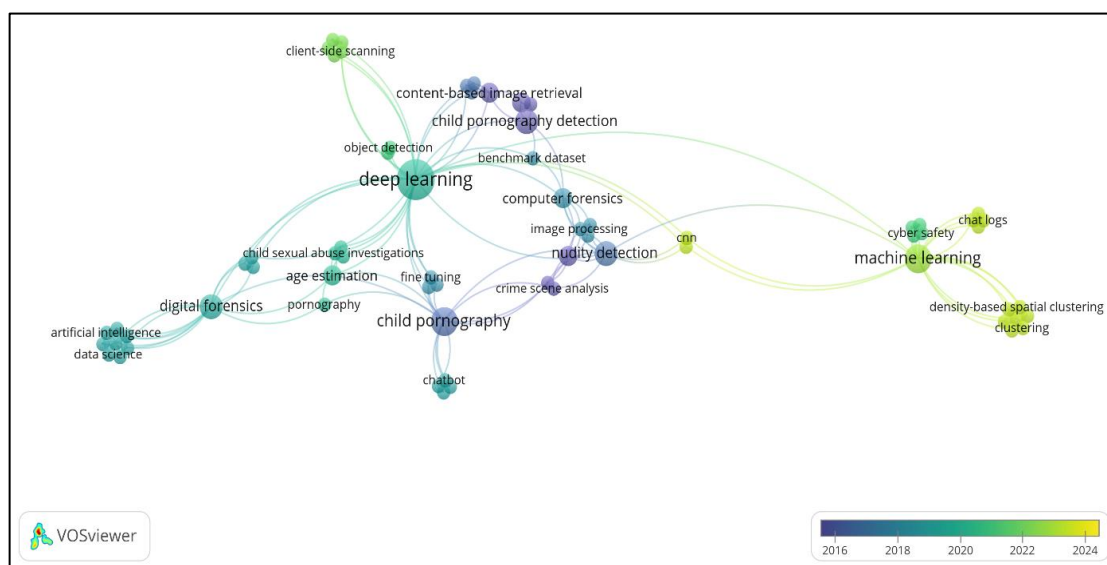 client-side scanning
content-based image retrieval
child pornography detection
object detection
benchmark dataset
deep learning
computer forensics
image processing
cnn
chat logs
cyber safety
child sexual abuse investigations
nudity detection
machine learning
age estimation
fine tuning
crime scene analysis
digital forensics
pornography
density-based spatial clustering
child pornography
clustering
artificial intelligence
data science
chatbot
VOSviewer
2016 2018 2020 2022 2024